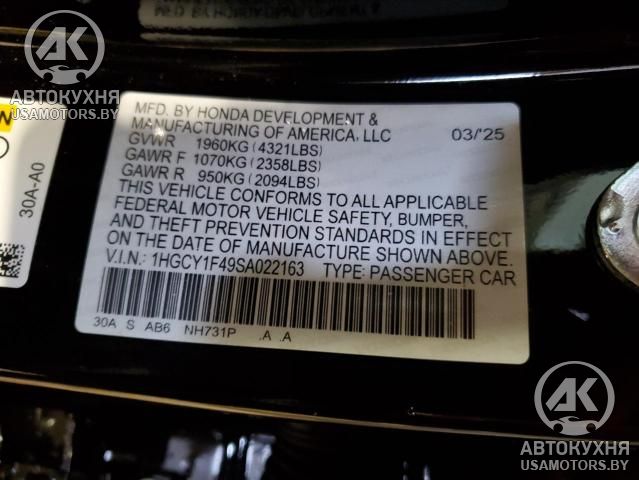 АВТОКУХНЯ
USAMOTORS.BY
30A-A0
MFD. BY HONDA DEVELOPMENT &
MANUFACTURING OF AMERICA, LLC 03/'25
GVWR 1960KG (4321LBS)
GAWR F 1070KG (2358LBS)
GAWR R 950KG (2094LBS)
THIS VEHICLE CONFORMS TO ALL APPLICABLE
FEDERAL MOTOR VEHICLE SAFETY, BUMPER,
AND THEFT PREVENTION STANDARDS IN EFFECT
ON THE DATE OF MANUFACTURE SHOWN ABOVE.
V.I.N.: 1HGCY1F49SA022163 TYPE: PASSENGER CAR
30A S AB6 NH731P .A .A
АК
АВТОКУХНЯ
USAMOTORS.BY